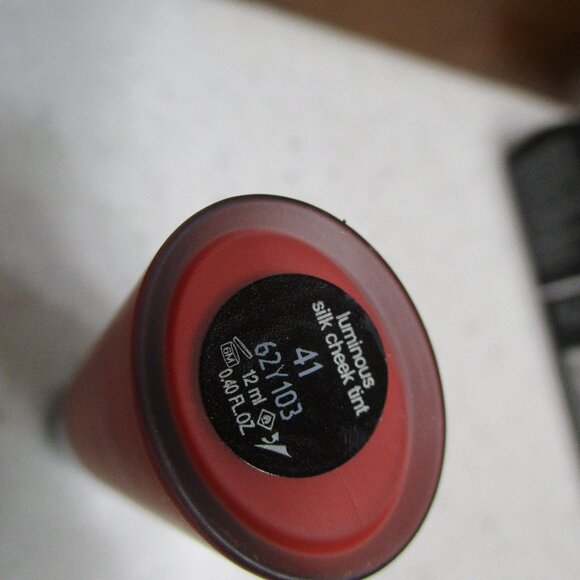 luminous
silk cheek tint
41
62Y103
6M 12 ml
0.40 FL.OZ